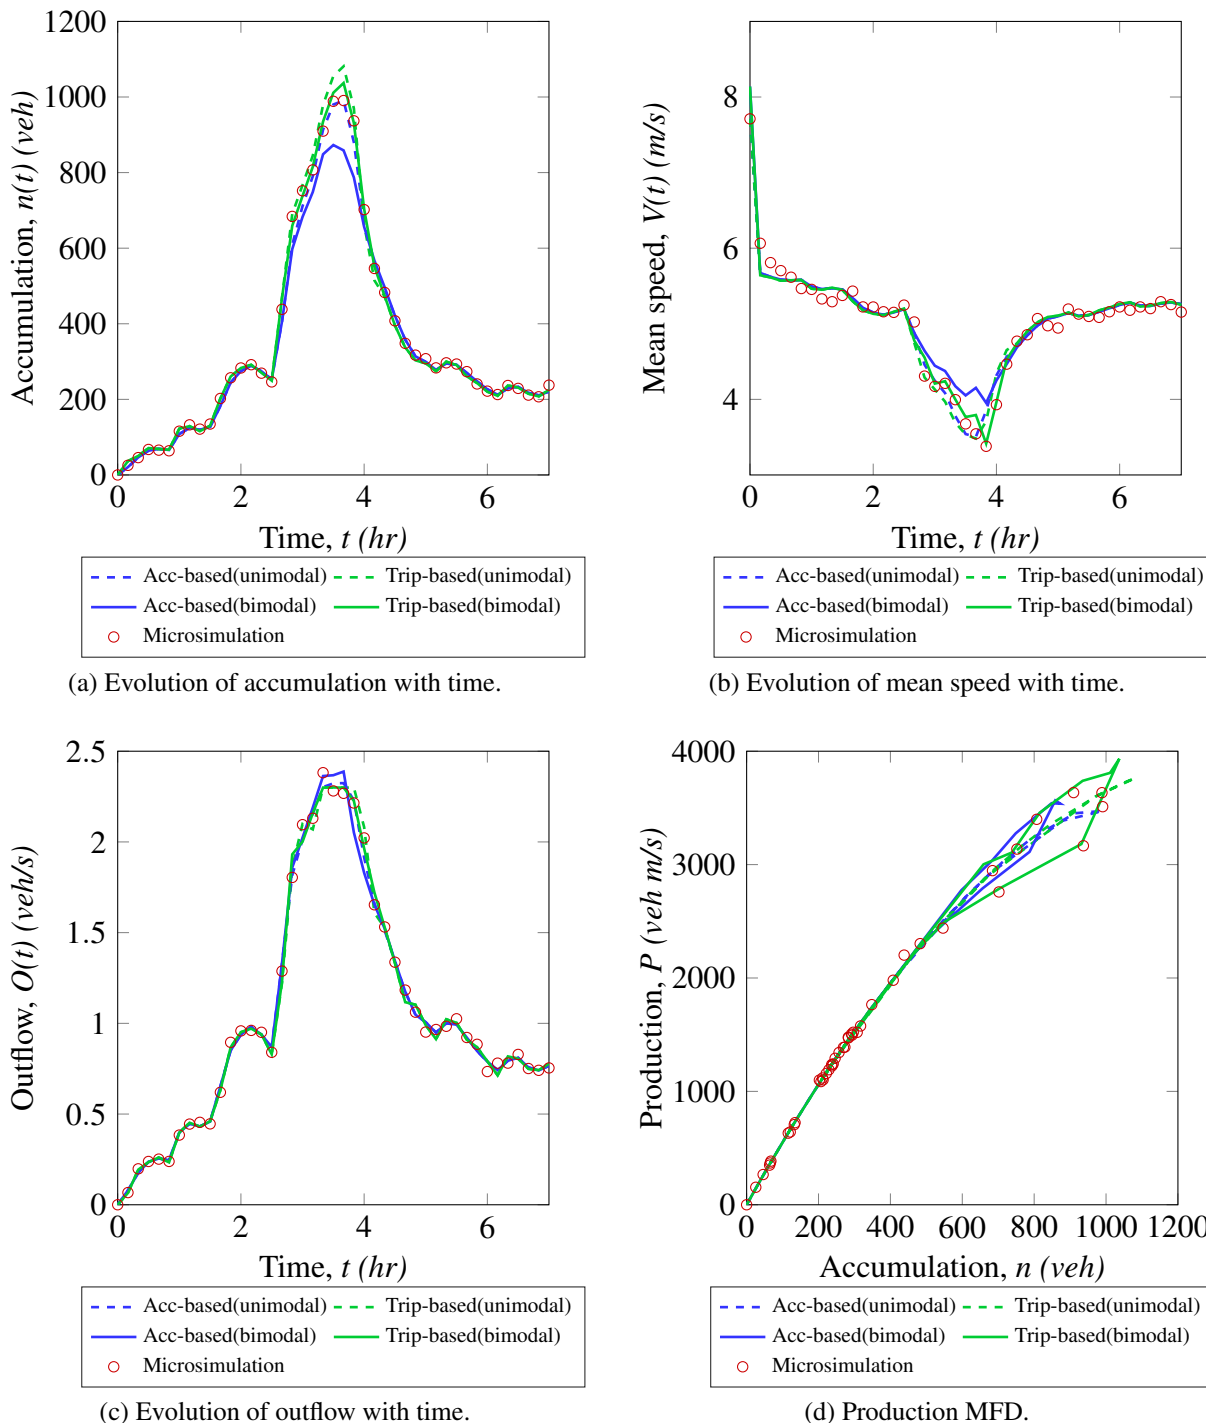 1200
1000
800
600
400
200
0
0 2 4 6
Accumulation, n(t) (veh)
Time, t (hr)
Acc-based(unimodal) Trip-based(unimodal)
Acc-based(bimodal) Trip-based(bimodal)
Microsimulation
(a) Evolution of accumulation with time.
8
6
4
0 2 4 6
Mean speed, V(t) (m/s)
Time, t (hr)
Acc-based(unimodal) Trip-based(unimodal)
Acc-based(bimodal) Trip-based(bimodal)
Microsimulation
(b) Evolution of mean speed with time.
2.5
2
1.5
1
0.5
0
0 2 4 6
Outflow, O(t) (veh/s)
Time, t (hr)
Acc-based(unimodal) Trip-based(unimodal)
Acc-based(bimodal) Trip-based(bimodal)
Microsimulation
(c) Evolution of outflow with time.
4000
3000
2000
1000
0
0 200 400 600 800 1000 1200
Production, P (veh m/s)
Accumulation, n (veh)
Acc-based(unimodal) Trip-based(unimodal)
Acc-based(bimodal) Trip-based(bimodal)
Microsimulation
(d) Production MFD.